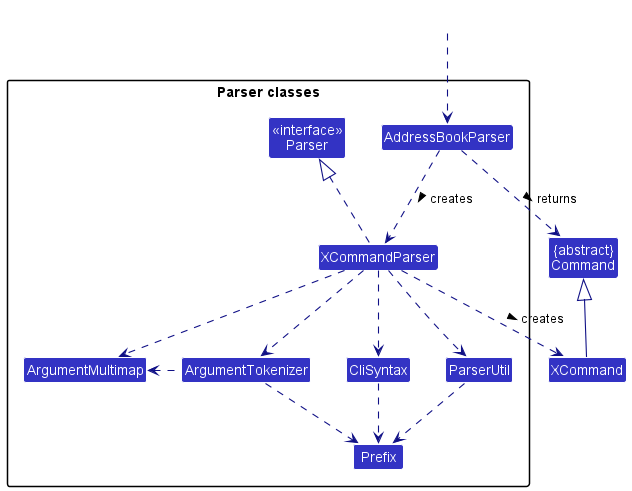 Parser classes
«interface»
Parser
AddressBookParser
creates
returns
XCommandParser
{abstract}
Command
creates
ArgumentMultimap
ArgumentTokenizer
CliSyntax
ParserUtil
XCommand
Prefix